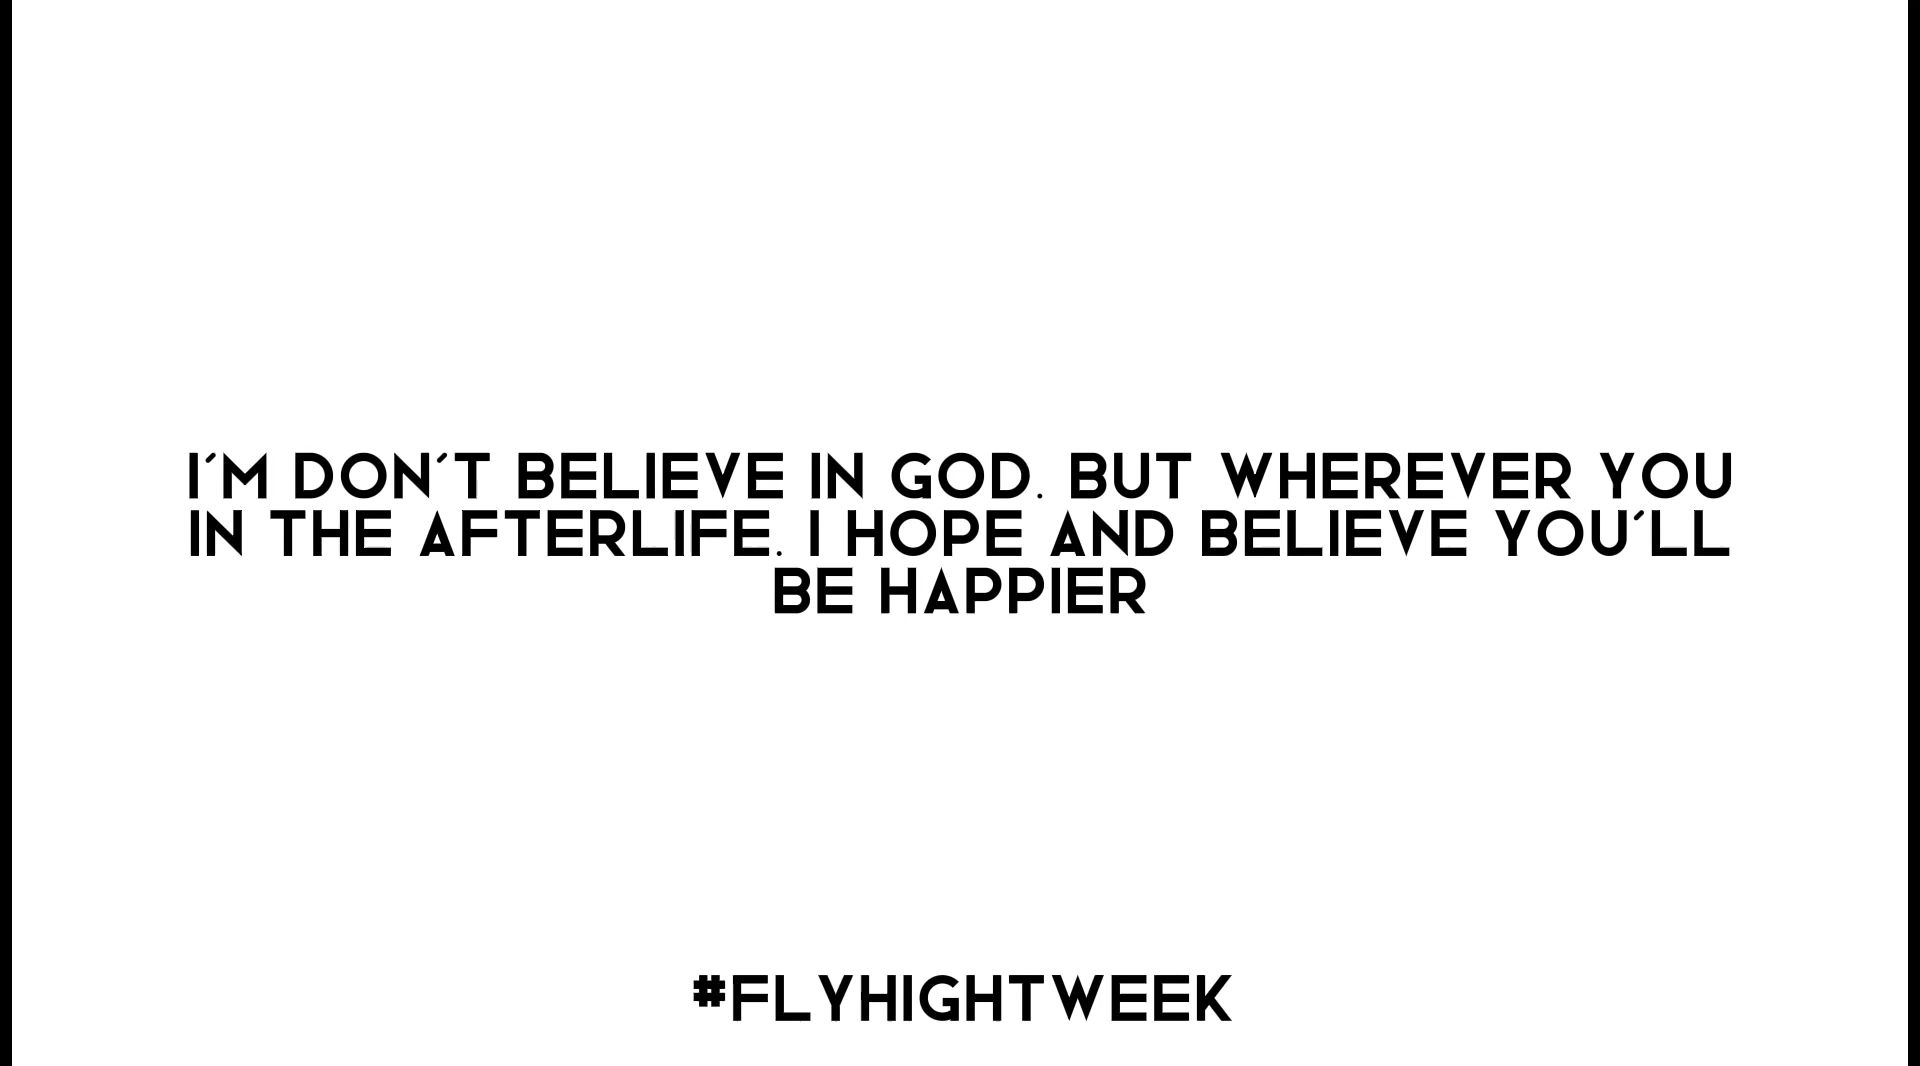 I'M DON'T BELIEVE IN GOD. BUT WHEREVER YOU
IN THE AFTERLIFE. I HOPE AND BELIEVE YOU'LL
BE HAPPIER
#FLYHIGHTWEEK